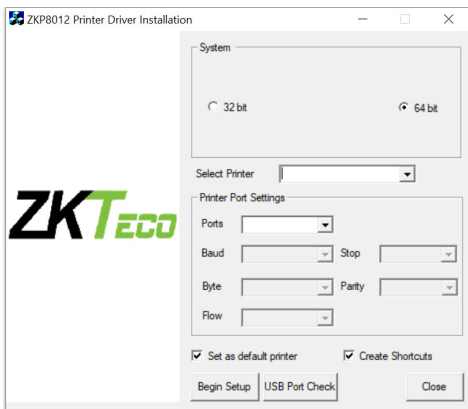 ZKP8012 Printer Driver Installation
System
32 bit
64 bit
Select Printer
Printer Port Settings
Ports
Baud
Stop
Byte
Parity
Flow
ZKTECO
Set as default printer
Create Shortcuts
Begin Setup
USB Port Check
Close